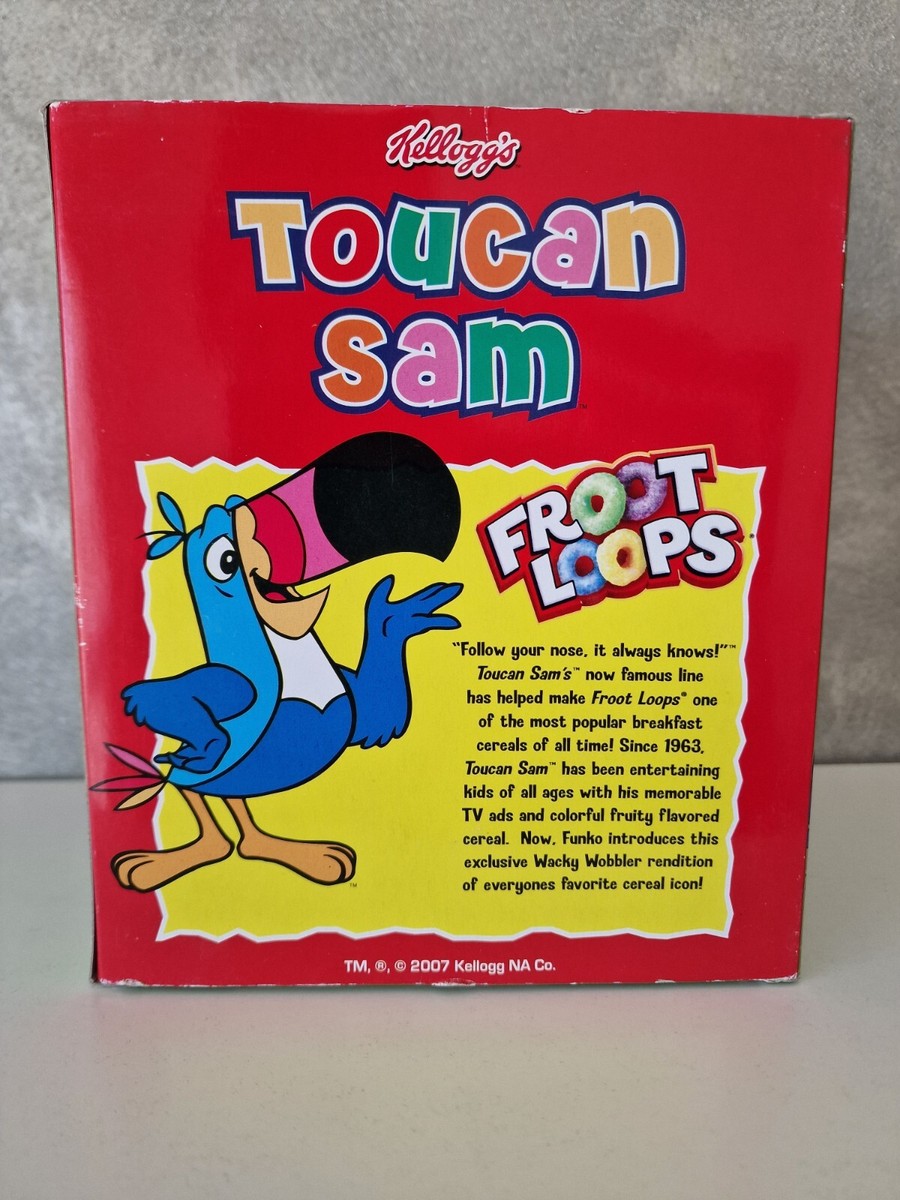 Kellogg's
Toucan
Sam™
FROOT
LOOPS®
"Follow your nose, it always knows!"™
Toucan Sam's™ now famous line
has helped make Froot Loops® one
of the most popular breakfast
cereals of all time! Since 1963,
Toucan Sam™ has been entertaining
kids of all ages with his memorable
TV ads and colorful fruity flavored
cereal. Now, Funko introduces this
exclusive Wacky Wobbler rendition
of everyones favorite cereal icon!
™
TM, ®, © 2007 Kellogg NA Co.